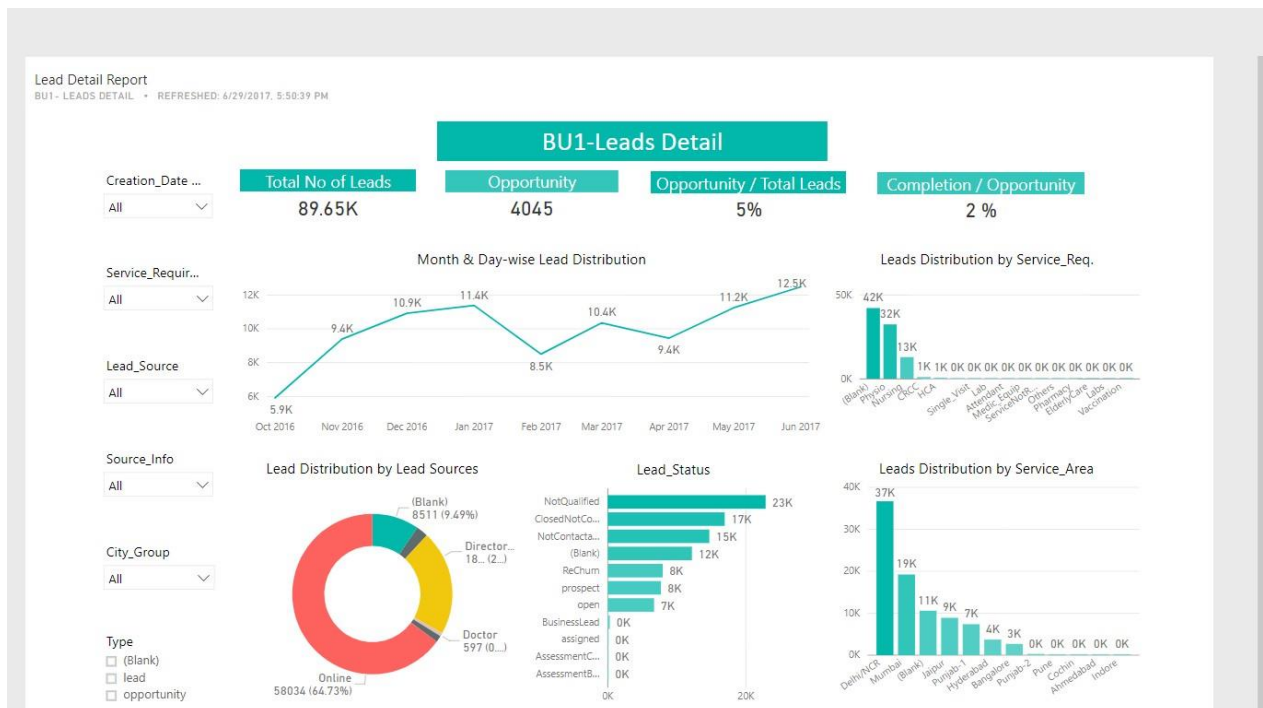 Lead Detail Report
BU1- LEADS DETAIL • REFRESHED: 6/29/2017, 5:50:39 PM
BU1-Leads Detail
Creation_Date ...
All
Total No of Leads
89.65K
Opportunity
4045
Opportunity / Total Leads
5%
Completion / Opportunity
2 %
Service_Requir...
All
Lead_Source
All
Source_Info
All
City_Group
All
Type
(Blank)
lead
opportunity
Month & Day-wise Lead Distribution
12K
10K
8K
6K
5.9K
9.4K
10.9K
11.4K
8.5K
10.4K
9.4K
11.2K
12.5K
Oct 2016 Nov 2016 Dec 2016 Jan 2017 Feb 2017 Mar 2017 Apr 2017 May 2017 Jun 2017
Leads Distribution by Service_Req.
50K
0K
42K
32K
13K
1K 1K 0K 0K 0K 0K 0K 0K 0K 0K 0K 0K
(Blank)
Physio
Nursing
CRCC
HCA
Single_Visit
Lab
Attendant
Medic_Equip
ServiceNotR...
Others
Pharmacy
ElderlyCare
Labs
Vaccination
Lead Distribution by Lead Sources
(Blank)
8511 (9.49%)
Director...
18... (2...)
Doctor
597 (0...)
Online
58034 (64.73%)
Lead_Status
NotQualified 23K
ClosedNotCo... 17K
NotContacta... 15K
(Blank) 12K
ReChurn 8K
prospect 8K
open 7K
BusinessLead 0K
assigned 0K
AssessmentC... 0K
AssessmentB... 0K
0K 20K
Leads Distribution by Service_Area
40K
30K
20K
10K
0K
37K
19K
11K
9K
7K
4K
3K
0K 0K 0K 0K 0K
Delhi/NCR
Mumbai
(Blank)
Jaipur
Punjab-1
Hyderabad
Bangalore
Punjab-2
Pune
Cochin
Ahmedabad
Indore